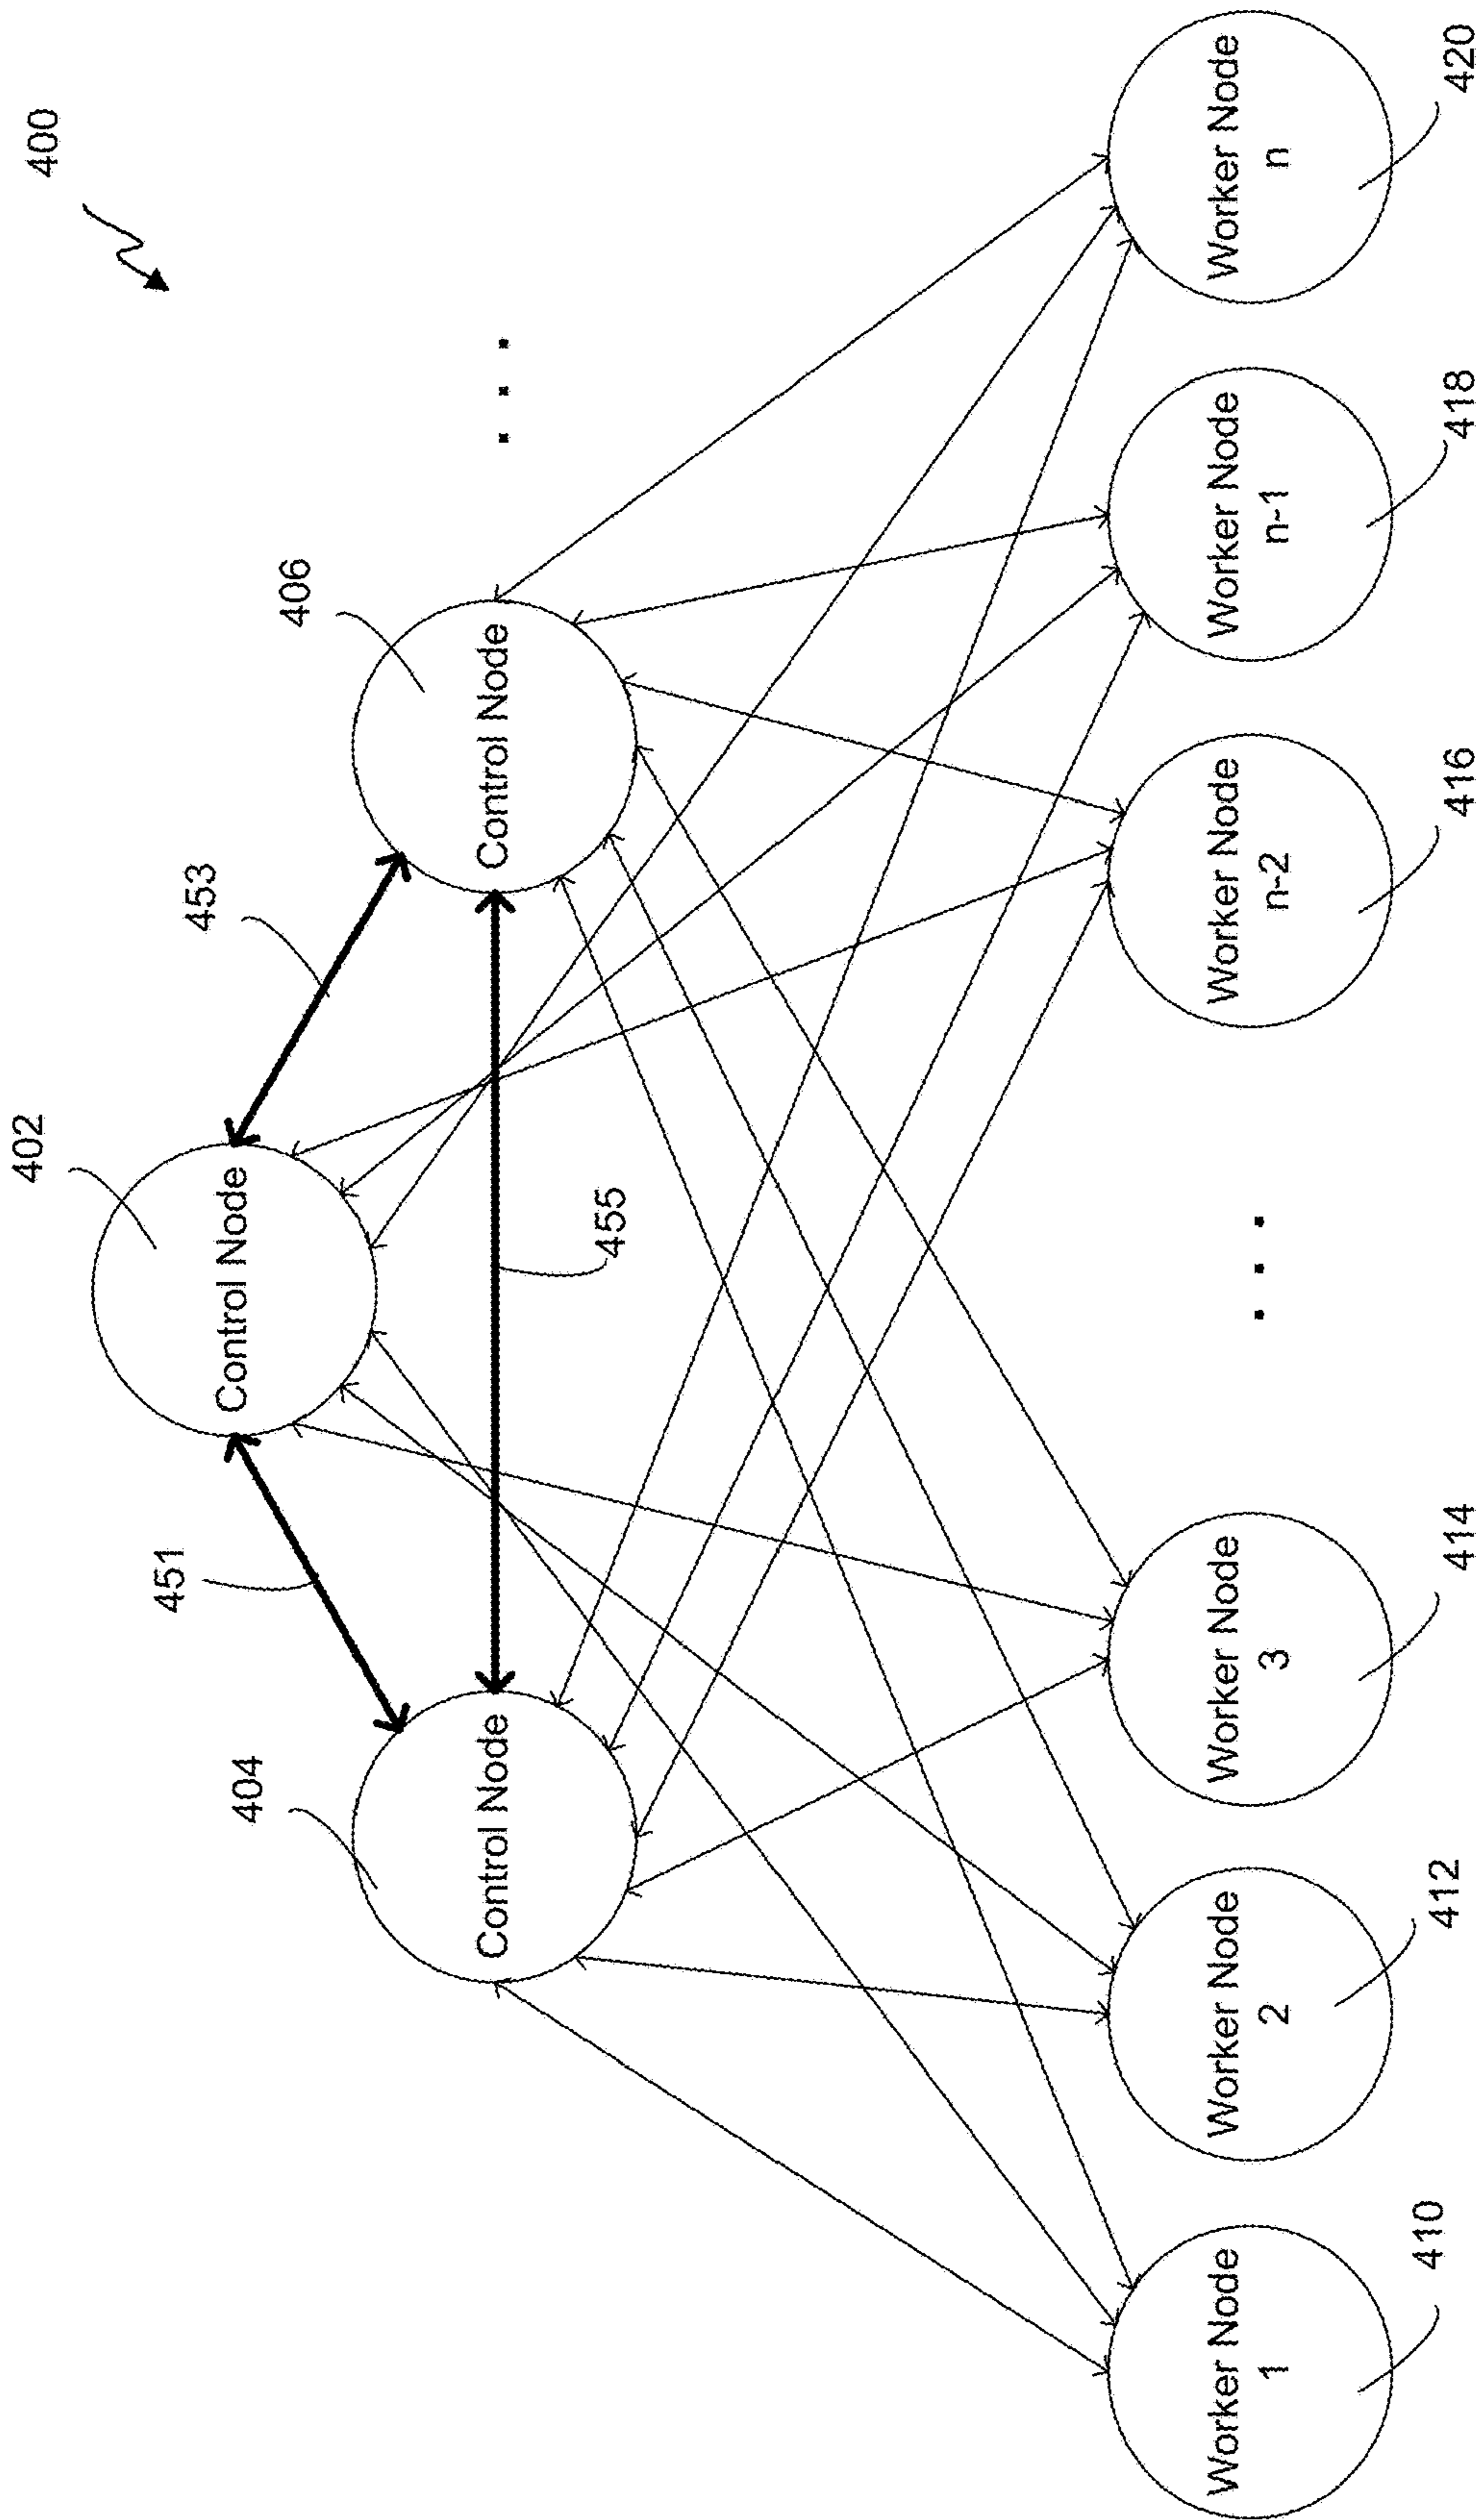 400
402
451
453
404
406
Control Node
Control Node
Control Node
455
. . .
Worker Node
1
Worker Node
2
Worker Node
3
. . .
Worker Node
n-2
Worker Node
n-1
Worker Node
n
410
412
414
416
418
420